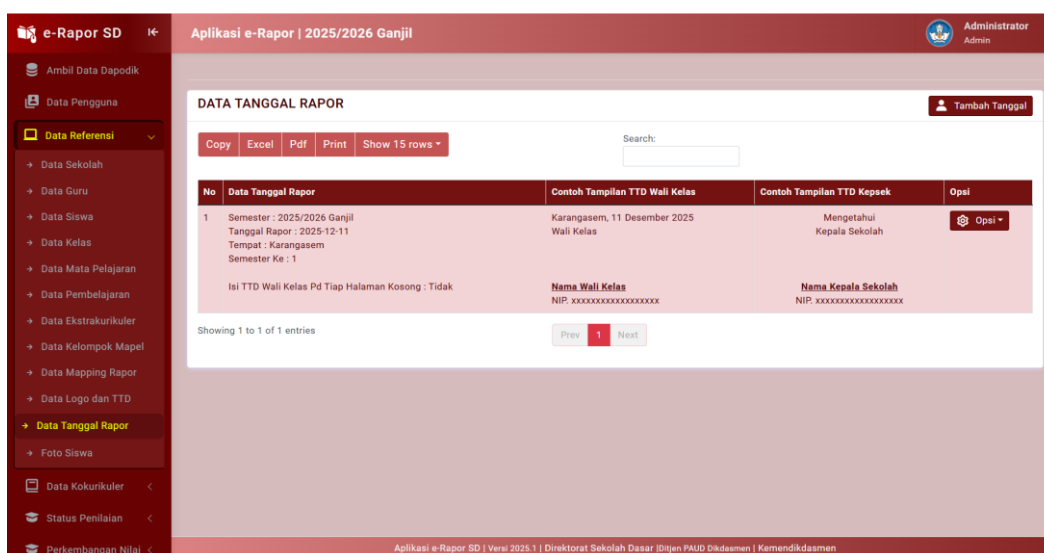 e-Rapor SD
Aplikasi e-Rapor | 2025/2026 Ganjil
Administrator
Admin
Ambil Data Dapodik
Data Pengguna
Data Referensi
Data Sekolah
Data Guru
Data Siswa
Data Kelas
Data Mata Pelajaran
Data Pembelajaran
Data Ekstrakurikuler
Data Kelompok Mapel
Data Mapping Rapor
Data Logo dan TTD
Data Tanggal Rapor
Foto Siswa
Data Kokurikuler
Status Penilaian
Perkembangan Nilai
DATA TANGGAL RAPOR
Tambah Tanggal
Copy Excel Pdf Print Show 15 rows
Search:
No Data Tanggal Rapor Contoh Tampilan TTD Wali Kelas Contoh Tampilan TTD Kepsek Opsi
1 Semester : 2025/2026 Ganjil Karangasem, 11 Desember 2025 Mengetahui Opsi
Tanggal Rapor : 2025-12-11 Wali Kelas Kepala Sekolah
Tempat : Karangasem
Semester Ke : 1
Isi TTD Wali Kelas Pd Tiap Halaman Kosong : Tidak Nama Wali Kelas Nama Kepala Sekolah
NIP. xxxxxxxxxxxxxxxxxx NIP. xxxxxxxxxxxxxxxxxx
Showing 1 to 1 of 1 entries Prev 1 Next
Aplikasi e-Rapor SD | Versi 2025.1 | Direktorat Sekolah Dasar |Ditjen PAUD Dikdasmen | Kemendikdasmen